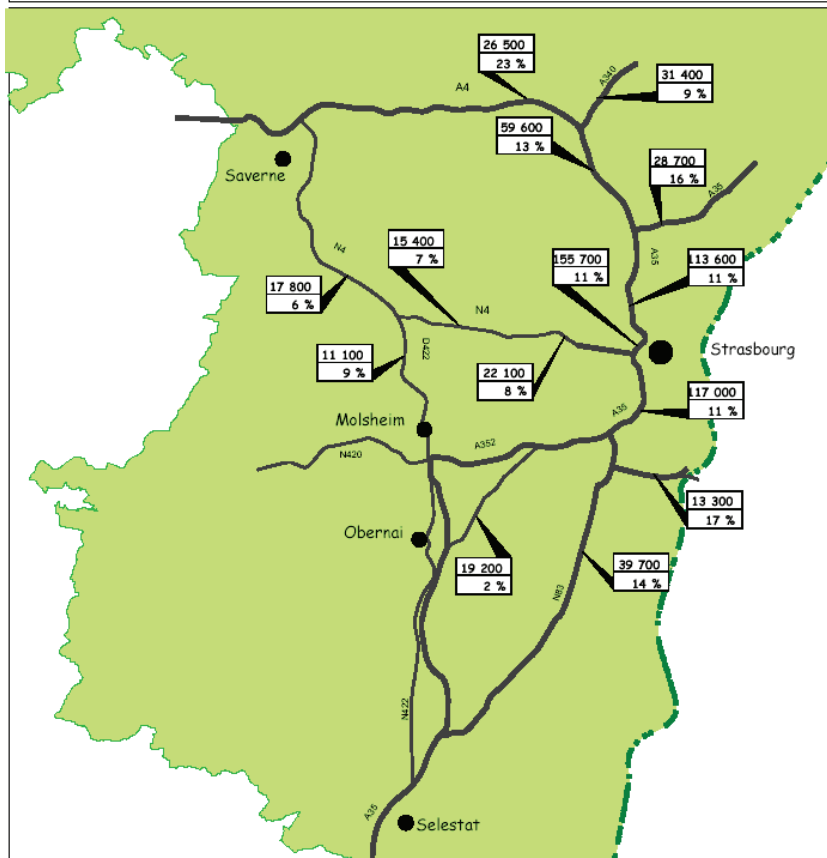 26 500
23 %
A340
31 400
9 %
A4
59 600
13 %
28 700
16 %
A35
Saverne
15 400
7 %
N4
155 700
11 %
A35
113 600
11 %
17 800
6 %
N4
11 100
9 %
D422
22 100
8 %
Strasbourg
117 000
11 %
A35
Molsheim
A352
N420
13 300
17 %
Obernai
19 200
2 %
39 700
14 %
N83
N422
A35
Selestat